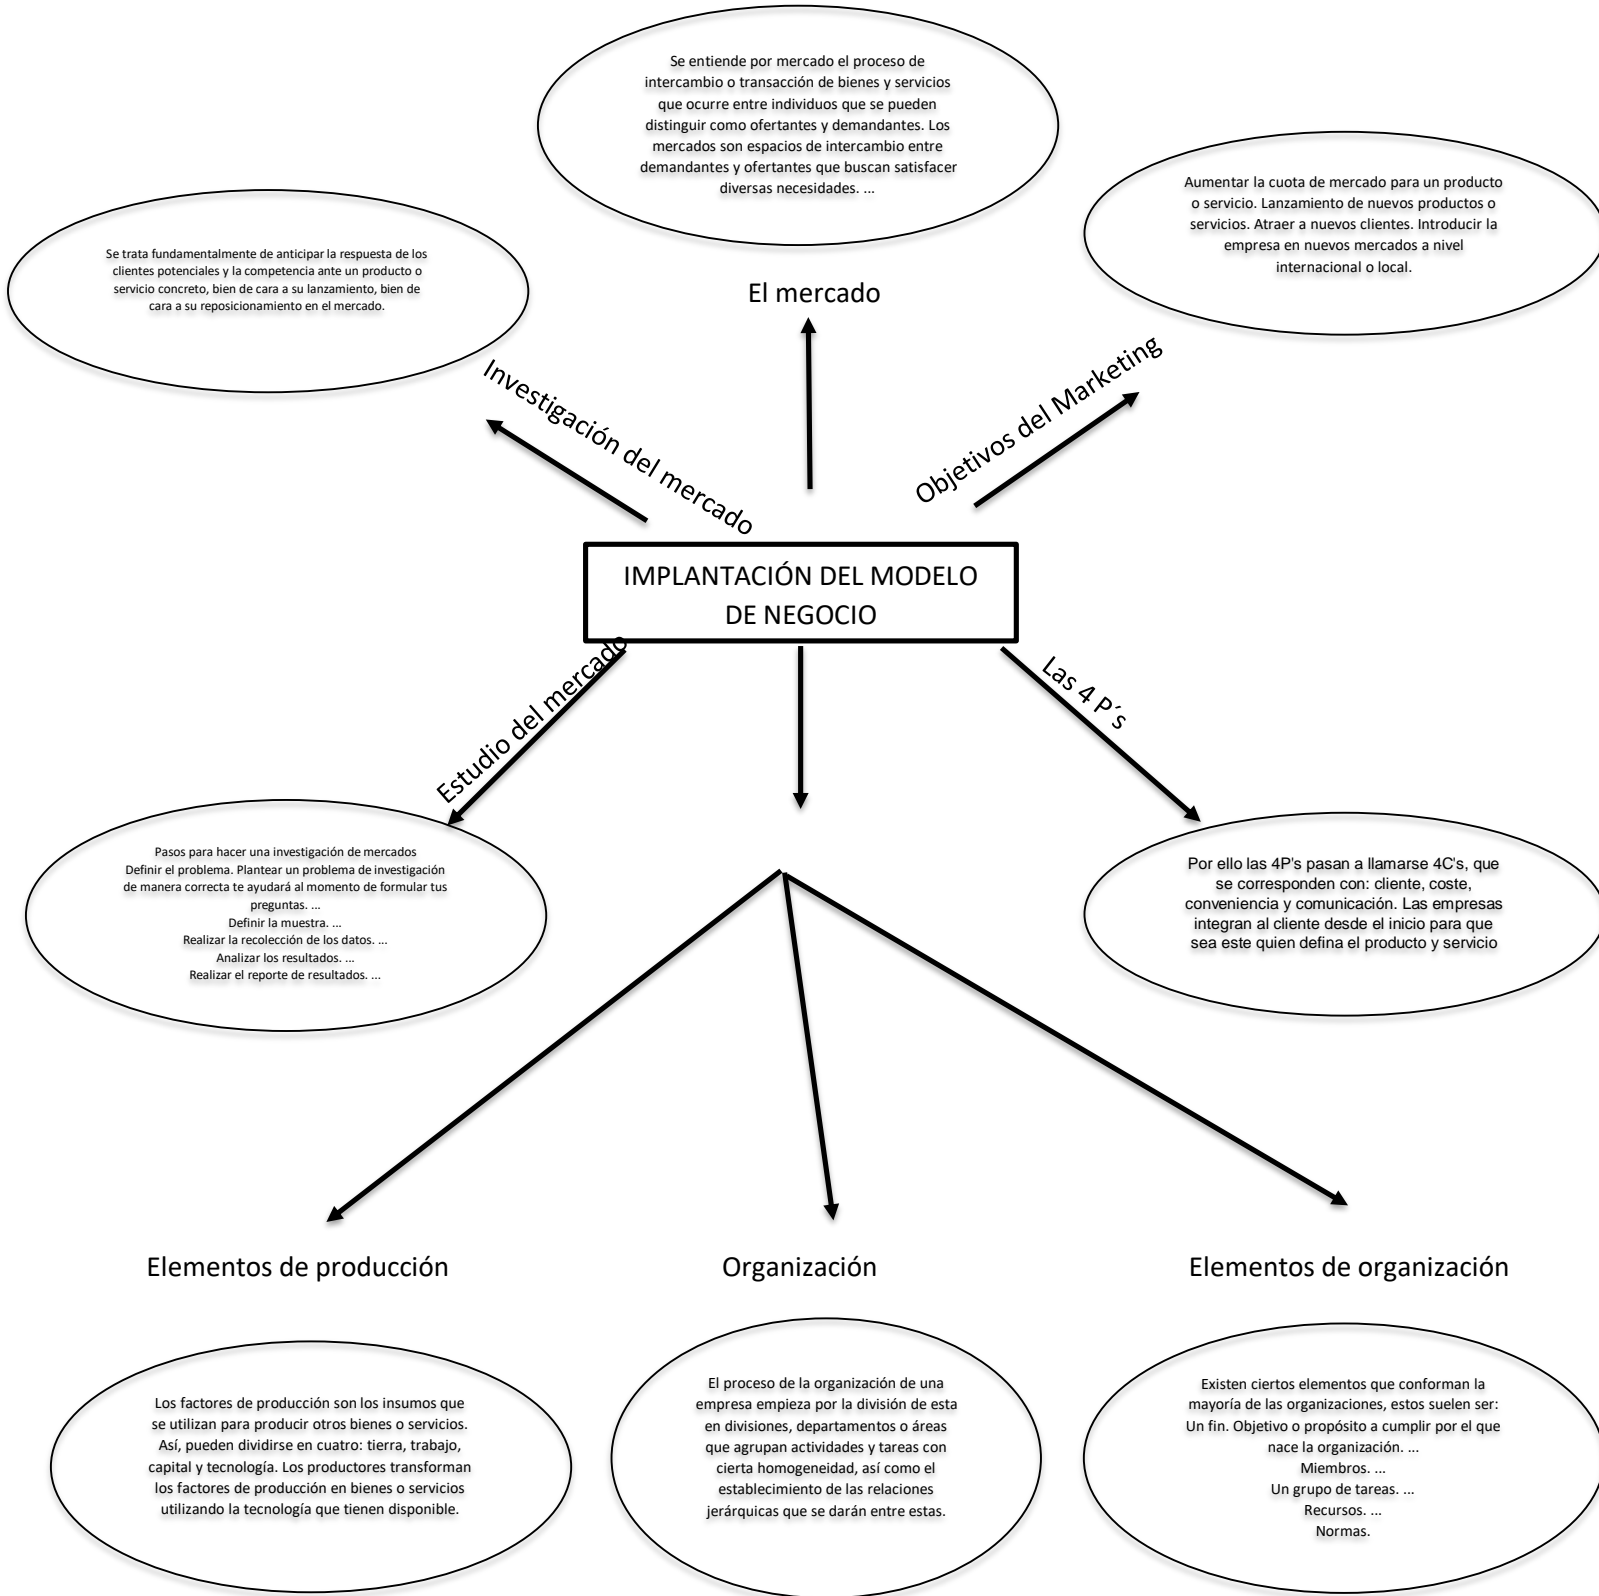 Se entiende por mercado el proceso de
intercambio o transacción de bienes y servicios
que ocurre entre individuos que se pueden
distinguir como ofertantes y demandantes. Los
mercados son espacios de intercambio entre
demandantes y ofertantes que buscan satisfacer
diversas necesidades. ...
Aumentar la cuota de mercado para un producto
o servicio. Lanzamiento de nuevos productos o
servicios. Atraer a nuevos clientes. Introducir la
empresa en nuevos mercados a nivel
internacional o local.
Se trata fundamentalmente de anticipar la respuesta de los
clientes potenciales y la competencia ante un producto o
servicio concreto, bien de cara a su lanzamiento, bien de
cara a su reposicionamiento en el mercado.
El mercado
Investigación del mercado
Objetivos del Marketing
IMPLANTACIÓN DEL MODELO
DE NEGOCIO
Estudio del mercado
Las 4 P´s
Pasos para hacer una investigación de mercados
Definir el problema. Plantear un problema de investigación
de manera correcta te ayudará al momento de formular tus
preguntas. ...
Definir la muestra. ...
Realizar la recolección de los datos. ...
Analizar los resultados. ...
Realizar el reporte de resultados. ...
Por ello las 4P's pasan a llamarse 4C's, que
se corresponden con: cliente, coste,
conveniencia y comunicación. Las empresas
integran al cliente desde el inicio para que
sea este quien defina el producto y servicio
Elementos de producción
Organización
Elementos de organización
Los factores de producción son los insumos que
se utilizan para producir otros bienes o servicios.
Así, pueden dividirse en cuatro: tierra, trabajo,
capital y tecnología. Los productores transforman
los factores de producción en bienes o servicios
utilizando la tecnología que tienen disponible.
El proceso de la organización de una
empresa empieza por la división de esta
en divisiones, departamentos o áreas
que agrupan actividades y tareas con
cierta homogeneidad, así como el
establecimiento de las relaciones
jerárquicas que se darán entre estas.
Existen ciertos elementos que conforman la
mayoría de las organizaciones, estos suelen ser:
Un fin. Objetivo o propósito a cumplir por el que
nace la organización. ...
Miembros. ...
Un grupo de tareas. ...
Recursos. ...
Normas.